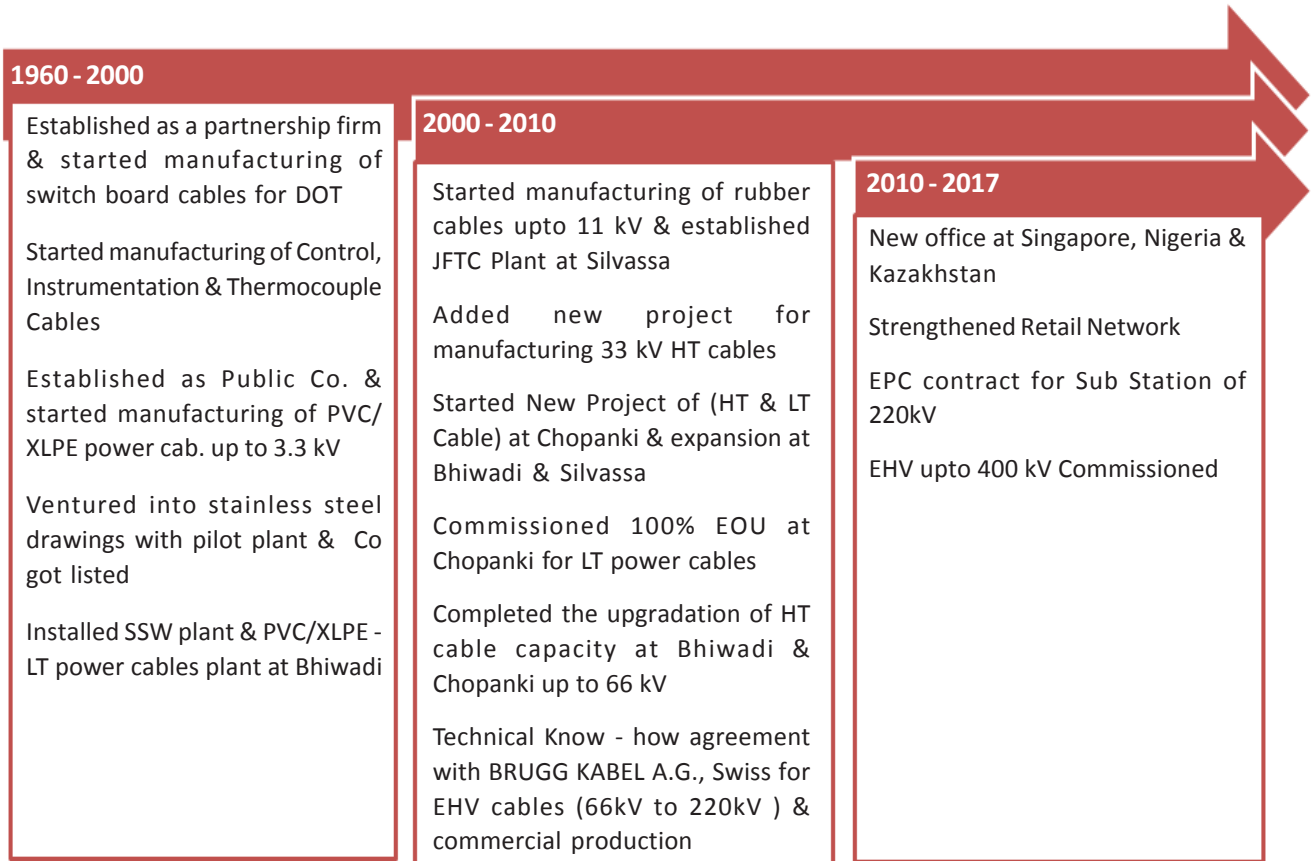 1960 - 2000
Established as a partnership firm
& started manufacturing of
switch board cables for DOT
Started manufacturing of Control,
Instrumentation & Thermocouple
Cables
Established as Public Co. &
started manufacturing of PVC/
XLPE power cab. up to 3.3 kV
Ventured into stainless steel
drawings with pilot plant & Co
got listed
Installed SSW plant & PVC/XLPE -
LT power cables plant at Bhiwadi
2000 - 2010
Started manufacturing of rubber
cables upto 11 kV & established
JFTC Plant at Silvassa
Added new project for
manufacturing 33 kV HT cables
Started New Project of (HT & LT
Cable) at Chopanki & expansion at
Bhiwadi & Silvassa
Commissioned 100% EOU at
Chopanki for LT power cables
Completed the upgradation of HT
cable capacity at Bhiwadi &
Chopanki up to 66 kV
Technical Know - how agreement
with BRUGG KABEL A.G., Swiss for
EHV cables (66kV to 220kV ) &
commercial production
2010 - 2017
New office at Singapore, Nigeria &
Kazakhstan
Strengthened Retail Network
EPC contract for Sub Station of
220kV
EHV upto 400 kV Commissioned